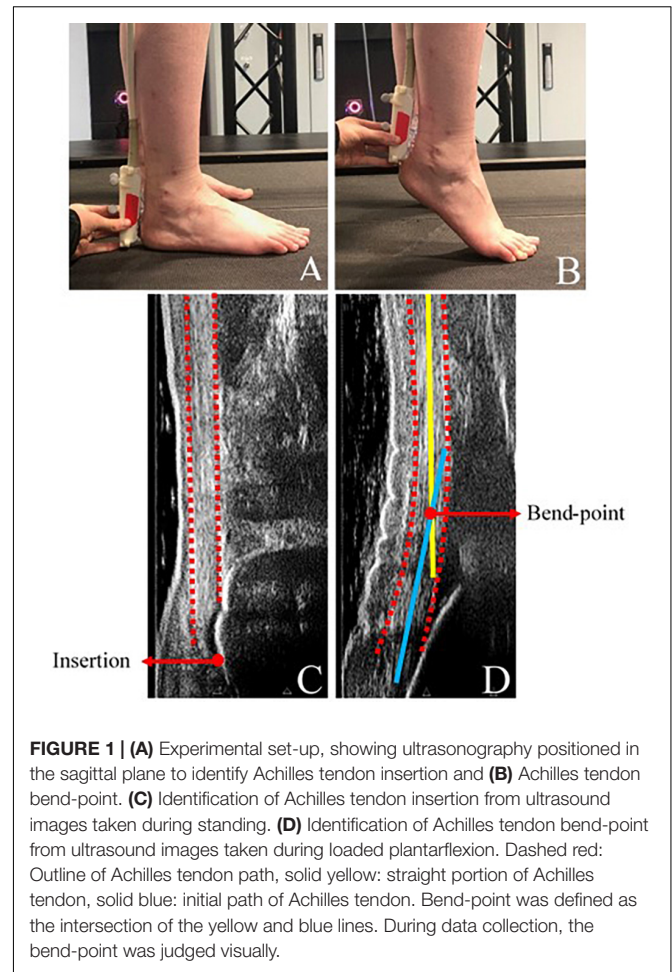 A
B
Bend-point
Insertion
C
D
FIGURE 1 | (A) Experimental set-up, showing ultrasonography positioned in
the sagittal plane to identify Achilles tendon insertion and (B) Achilles tendon
bend-point. (C) Identification of Achilles tendon insertion from ultrasound
images taken during standing. (D) Identification of Achilles tendon bend-point
from ultrasound images taken during loaded plantarflexion. Dashed red:
Outline of Achilles tendon path, solid yellow: straight portion of Achilles
tendon, solid blue: initial path of Achilles tendon. Bend-point was defined as
the intersection of the yellow and blue lines. During data collection, the
bend-point was judged visually.